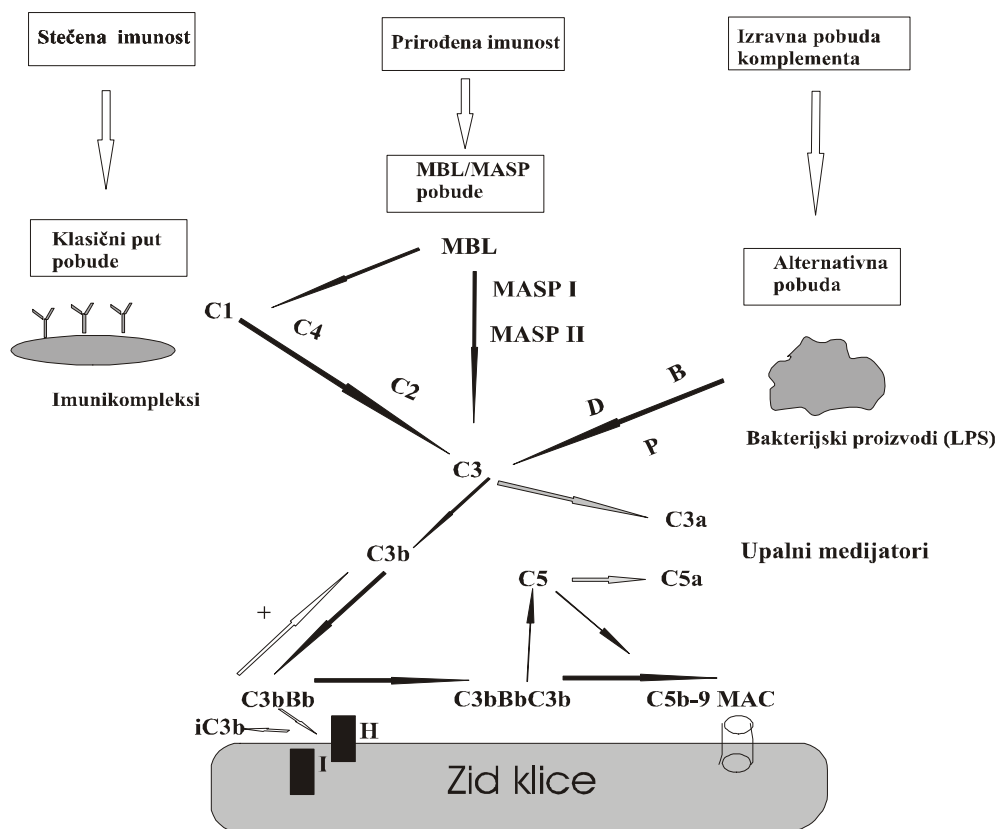 Stečena imunost
Prirođena imunost
Izravna pobuda
komplementa
MBL/MASP
pobude
Klasični put
pobude
MBL
Alternativna
pobuda
MASP I
C1
C4
MASP II
C2
B
D
P
Imunikompleksi
Bakterijski proizvodi (LPS)
C3
C3a
C3b
Upalni medijatori
C5
C5a
+
C3bBb
C3bBbC3b
C5b-9 MAC
iC3b
H
I
Zid klice